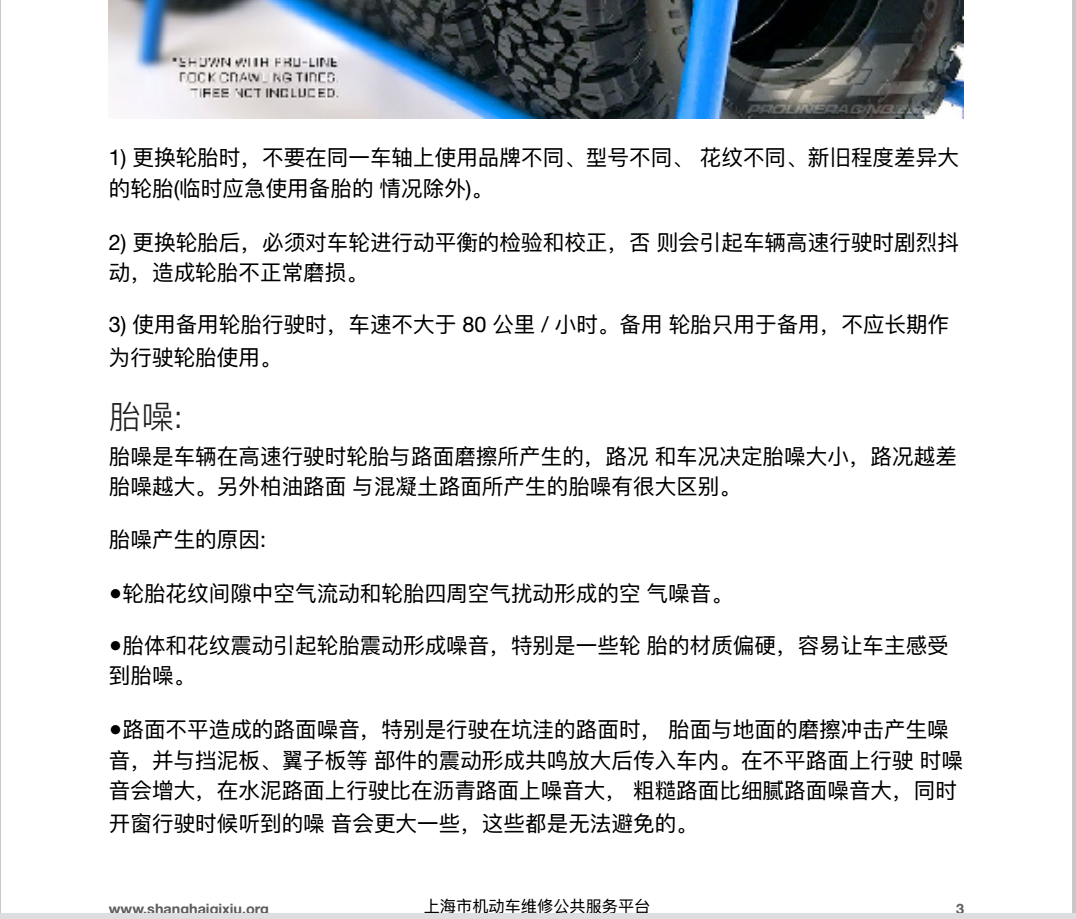 *SHOWN WITH PRO-LINE
ROCK CRAWLING TIRES.
TIRES NOT INCLUDED.
PROLINERACING.COM
1) 更换轮胎时，不要在同一车轴上使用品牌不同、型号不同、 花纹不同、新旧程度差异大
的轮胎(临时应急使用备胎的 情况除外)。
2) 更换轮胎后，必须对车轮进行动平衡的检验和校正，否 则会引起车辆高速行驶时剧烈抖
动，造成轮胎不正常磨损。
3) 使用备用轮胎行驶时，车速不大于 80 公里 / 小时。备用 轮胎只用于备用，不应长期作
为行驶轮胎使用。
胎噪:
胎噪是车辆在高速行驶时轮胎与路面磨擦所产生的，路况 和车况决定胎噪大小，路况越差
胎噪越大。另外柏油路面 与混凝土路面所产生的胎噪有很大区别。
胎噪产生的原因:
●轮胎花纹间隙中空气流动和轮胎四周空气扰动形成的空 气噪音。
●胎体和花纹震动引起轮胎震动形成噪音，特别是一些轮 胎的材质偏硬，容易让车主感受
到胎噪。
●路面不平造成的路面噪音，特别是行驶在坑洼的路面时， 胎面与地面的磨擦冲击产生噪
音，并与挡泥板、翼子板等 部件的震动形成共鸣放大后传入车内。在不平路面上行驶 时噪
音会增大，在水泥路面上行驶比在沥青路面上噪音大， 粗糙路面比细腻路面噪音大，同时
开窗行驶时候听到的噪 音会更大一些，这些都是无法避免的。
www.shanghaiqixiu.org 上海市机动车维修公共服务平台 3